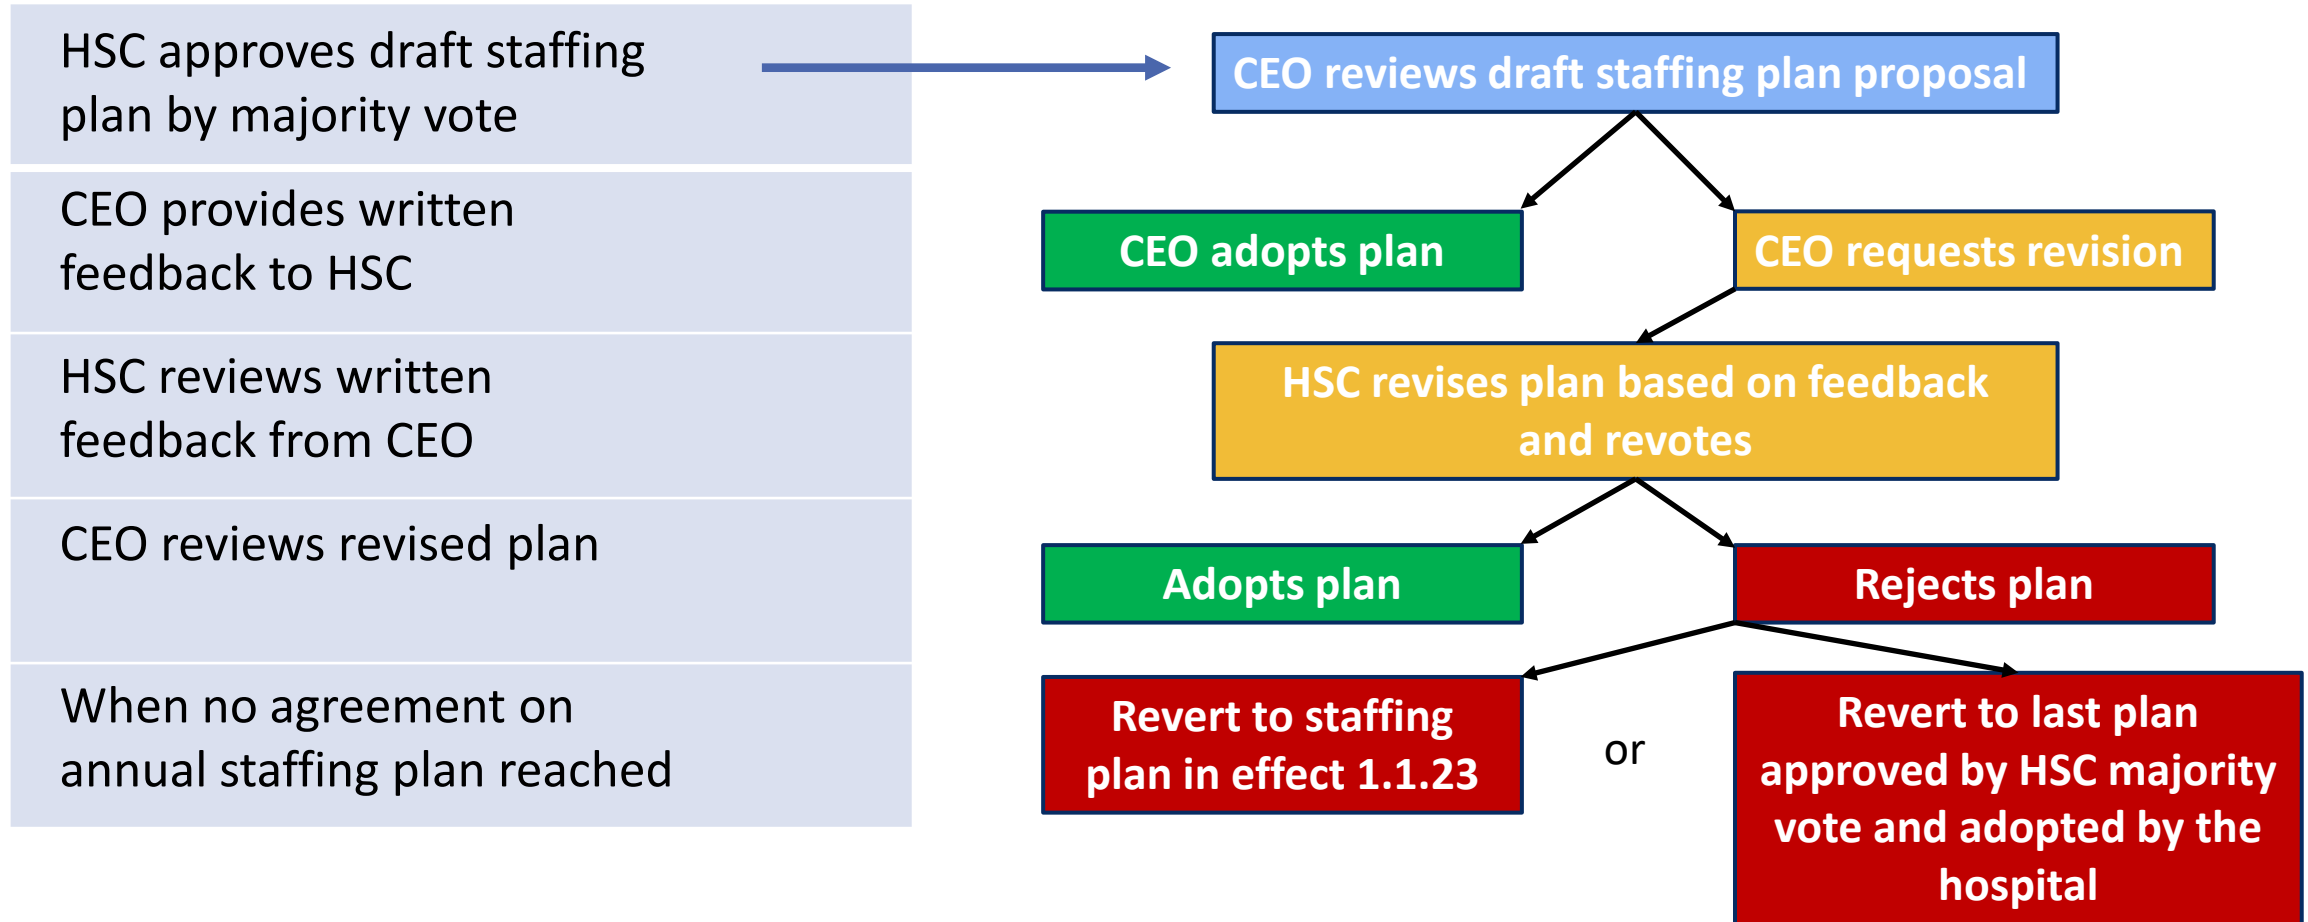 HSC approves draft staffing
plan by majority vote
CEO reviews draft staffing plan proposal
CEO provides written
feedback to HSC
CEO adopts plan
CEO requests revision
HSC reviews written
feedback from CEO
HSC revises plan based on feedback
and revotes
CEO reviews revised plan
Adopts plan
Rejects plan
When no agreement on
annual staffing plan reached
Revert to staffing
plan in effect 1.1.23
or
Revert to last plan
approved by HSC majority
vote and adopted by the
hospital